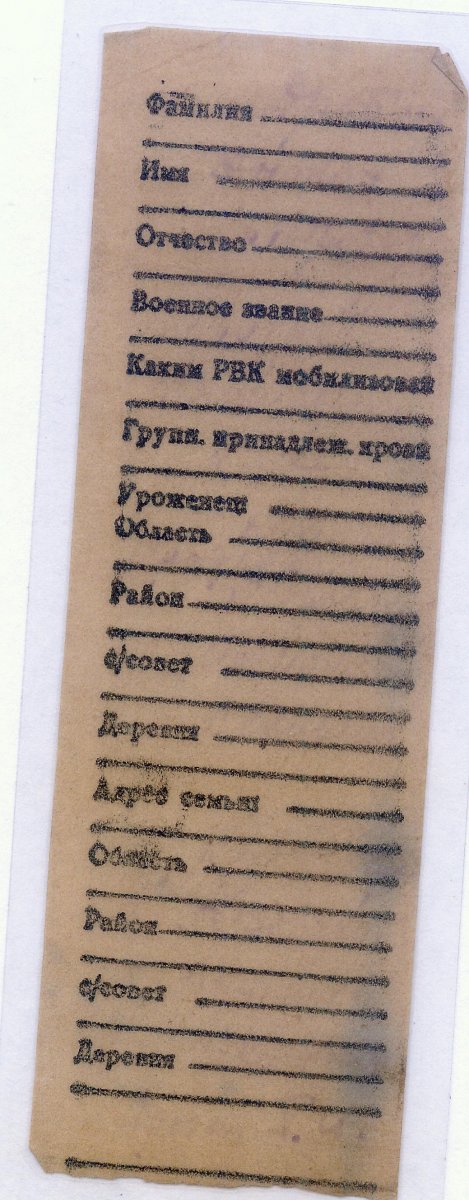 Фамилия
Имя
Отчество
Военное звание
Каким РВК мобилизован
Групп. принадлеж. крови
Уроженец
Область
Район
с/совет
Деревня
Адрес семьи
Область
Район
с/совет
Деревня